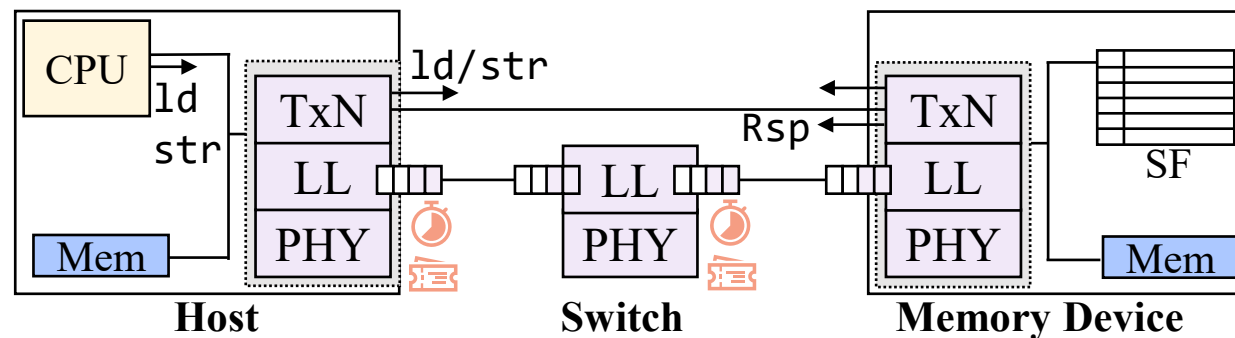 CPU
ld
str
Mem
TxN
LL
PHY
ld/str
Host
LL
PHY
Switch
Rsp
TxN
LL
PHY
SF
Mem
Memory Device